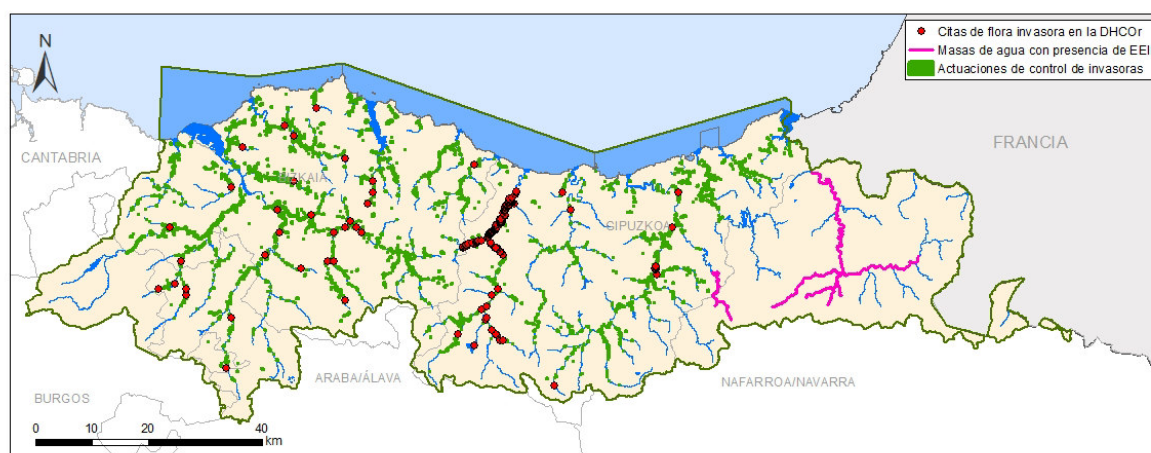 N
Citas de flora invasora en la DHCOr
Masas de agua con presencia de EEI
Actuaciones de control de invasoras
CANTABRIA
FRANCIA
BIZKAIA
GIPUZKOA
ARABA/ÁLAVA
NAFARROA/NAVARRA
BURGOS
0 10 20 40
km